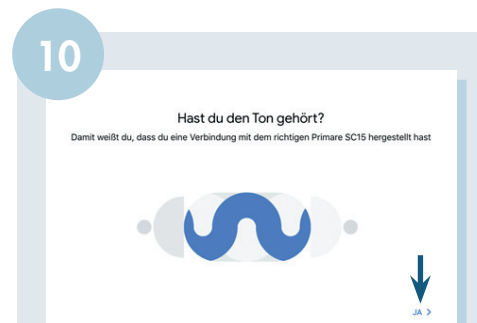 10
Hast du den Ton gehört?
Damit weißt du, dass du eine Verbindung mit dem richtigen Primare SC15 hergestellt hast
JA >